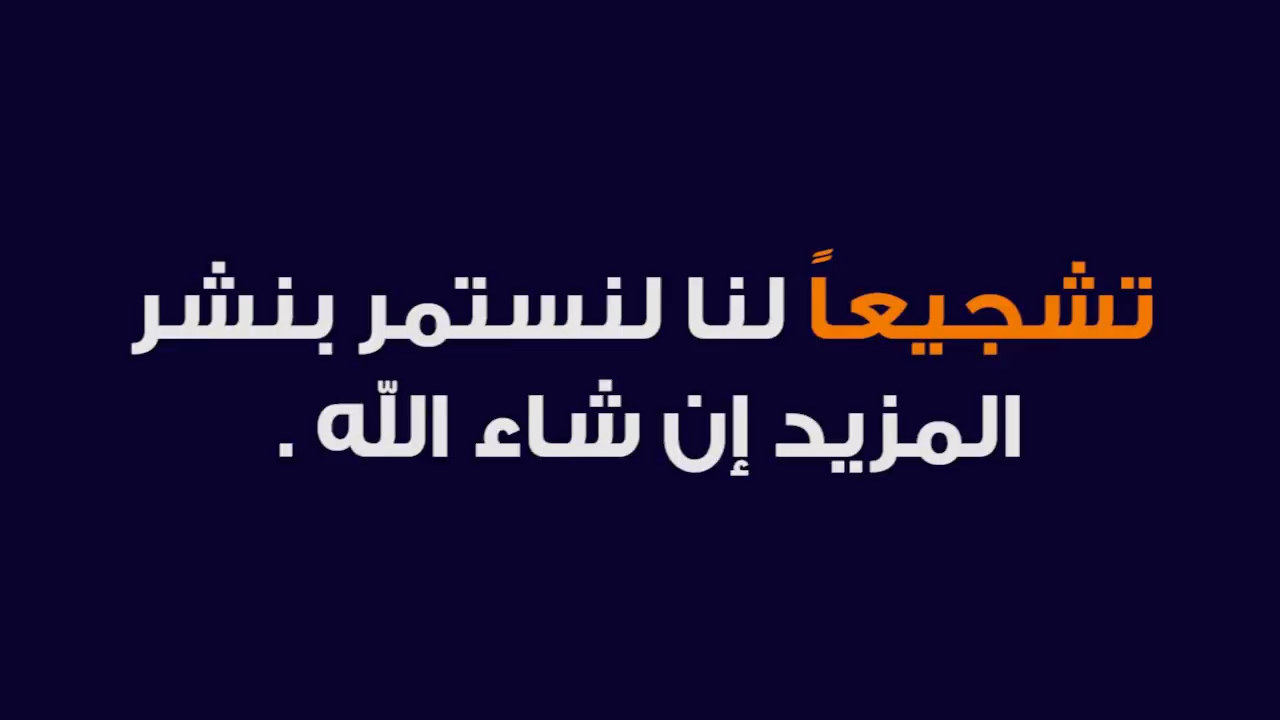 تشجيعاً لنا لنستمر بنشر
المزيد إن شاء اللّه .